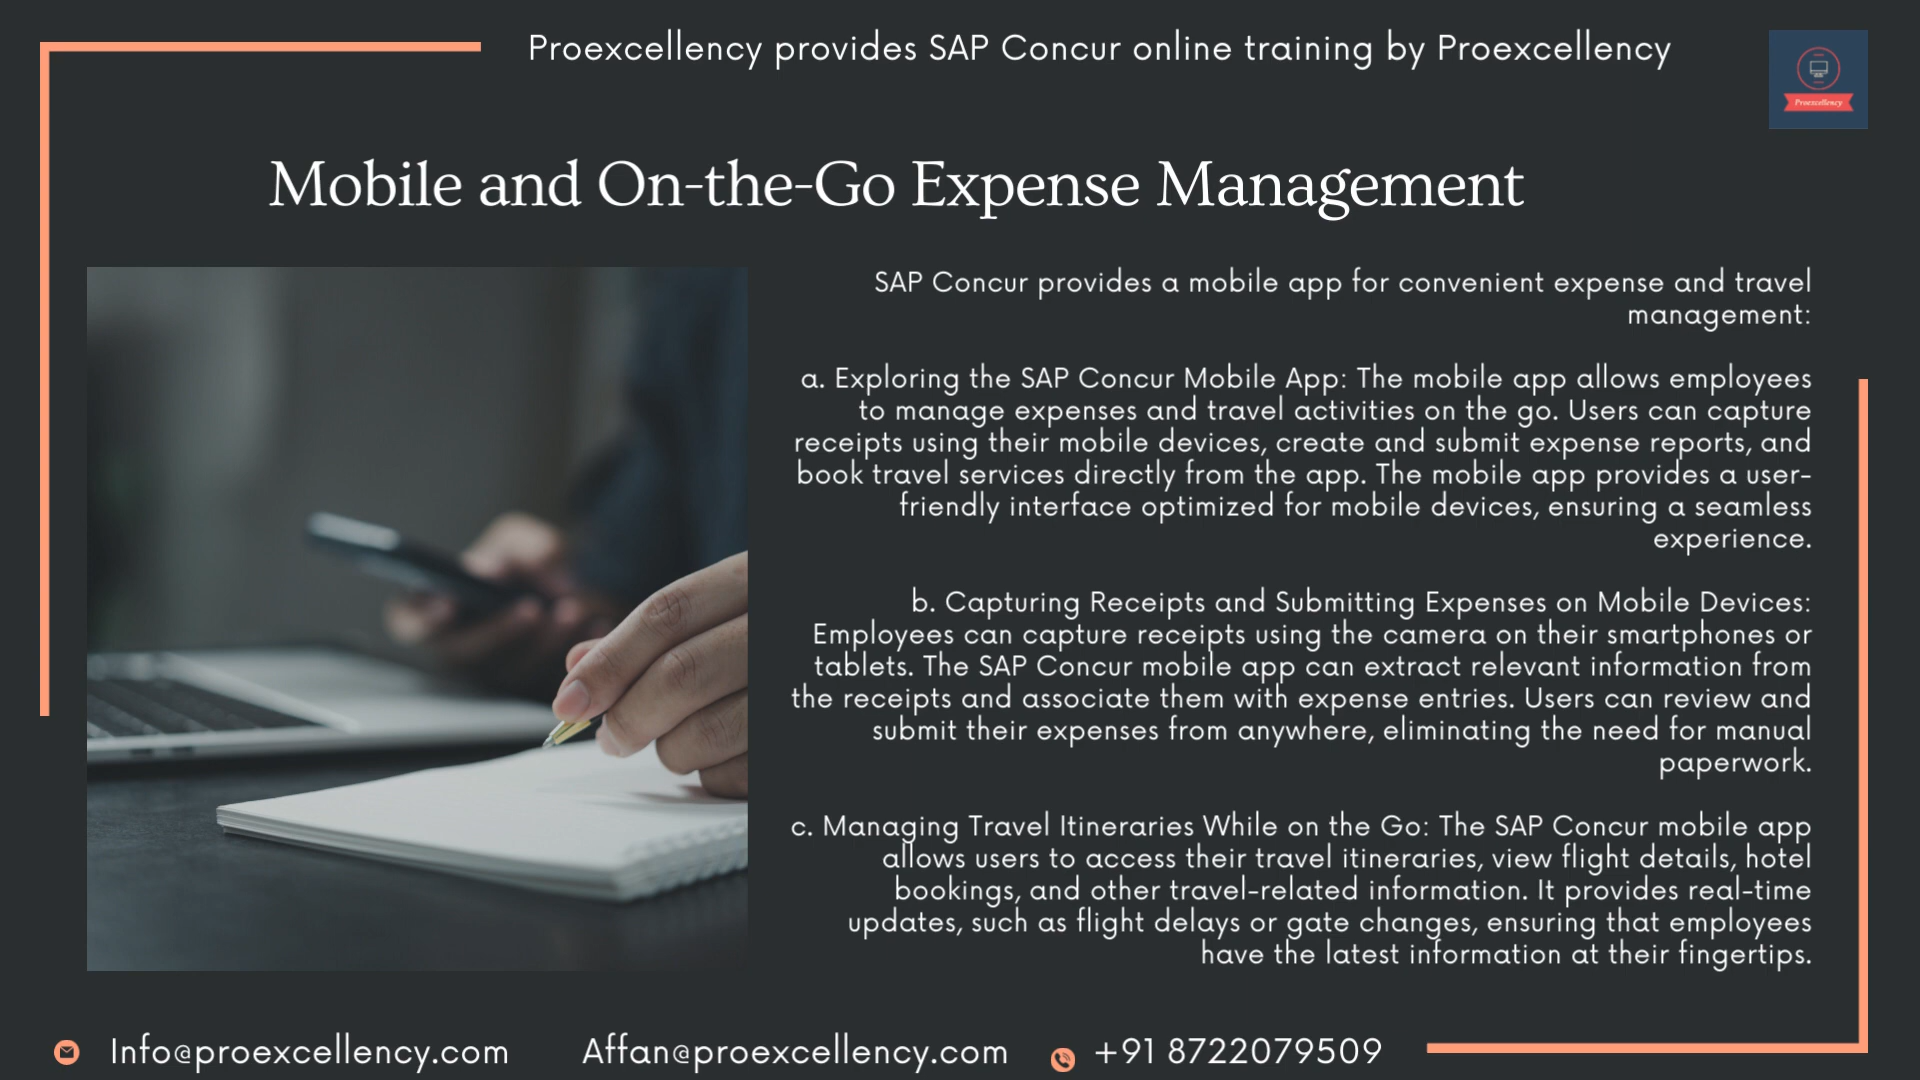 Proexcellency provides SAP Concur online training by Proexcellency
Proexcellency
Mobile and On-the-Go Expense Management
SAP Concur provides a mobile app for convenient expense and travel
management:
a. Exploring the SAP Concur Mobile App: The mobile app allows employees
to manage expenses and travel activities on the go. Users can capture
receipts using their mobile devices, create and submit expense reports, and
book travel services directly from the app. The mobile app provides a user-
friendly interface optimized for mobile devices, ensuring a seamless
experience.
b. Capturing Receipts and Submitting Expenses on Mobile Devices:
Employees can capture receipts using the camera on their smartphones or
tablets. The SAP Concur mobile app can extract relevant information from
the receipts and associate them with expense entries. Users can review and
submit their expenses from anywhere, eliminating the need for manual
paperwork.
c. Managing Travel Itineraries While on the Go: The SAP Concur mobile app
allows users to access their travel itineraries, view flight details, hotel
bookings, and other travel-related information. It provides real-time
updates, such as flight delays or gate changes, ensuring that employees
have the latest information at their fingertips.
Info@proexcellency.com Affan@proexcellency.com +91 8722079509